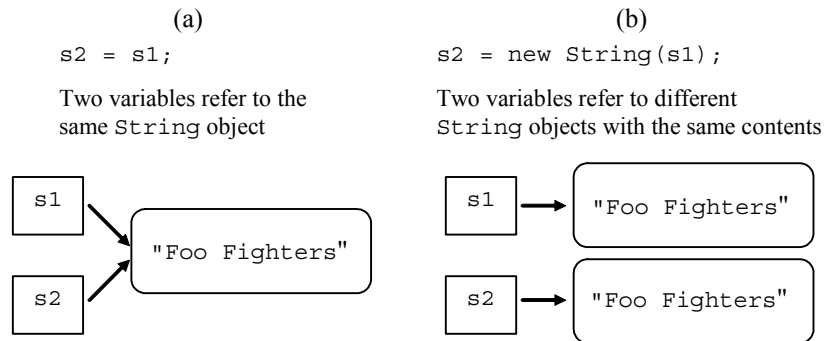 (a)
s2 = s1;
Two variables refer to the
same String object
s1
s2
"Foo Fighters"
(b)
s2 = new String(s1);
Two variables refer to different
String objects with the same contents
s1
"Foo Fighters"
s2
"Foo Fighters"